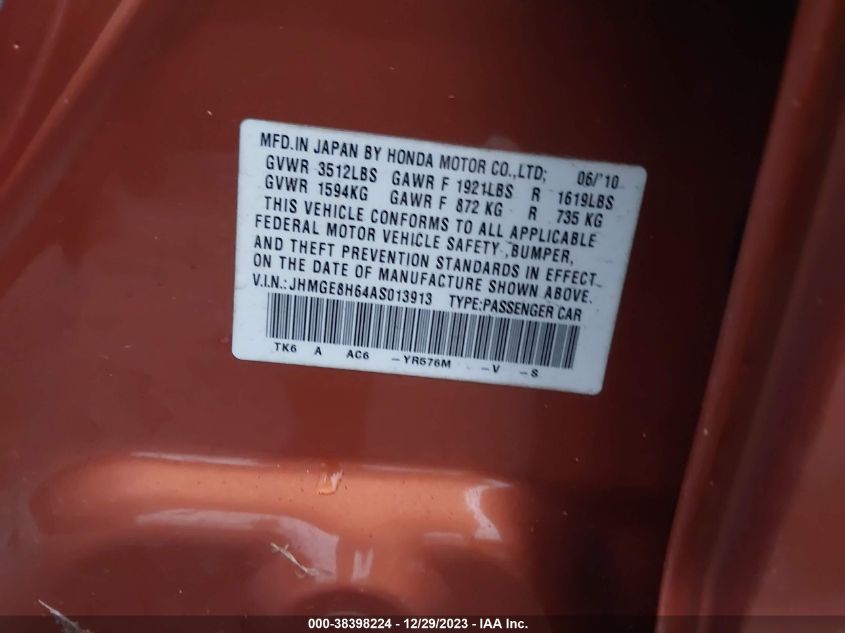 MFD.IN JAPAN BY HONDA MOTOR CO.,LTD; 06/'10
GVWR 3512LBS GAWR F 1921LBS R 1619LBS
GVWR 1594KG GAWR F 872 KG R 735 KG
THIS VEHICLE CONFORMS TO ALL APPLICABLE
FEDERAL MOTOR VEHICLE SAFETY ,BUMPER,
AND THEFT PREVENTION STANDARDS IN EFFECT
ON THE DATE OF MANUFACTURE SHOWN ABOVE.
V.I.N.:JHMGE8H64AS013913 TYPE:PASSENGER CAR
TK6 A AC6 -YR576M -V -S
000-38398224 - 12/29/2023 - IAA Inc.